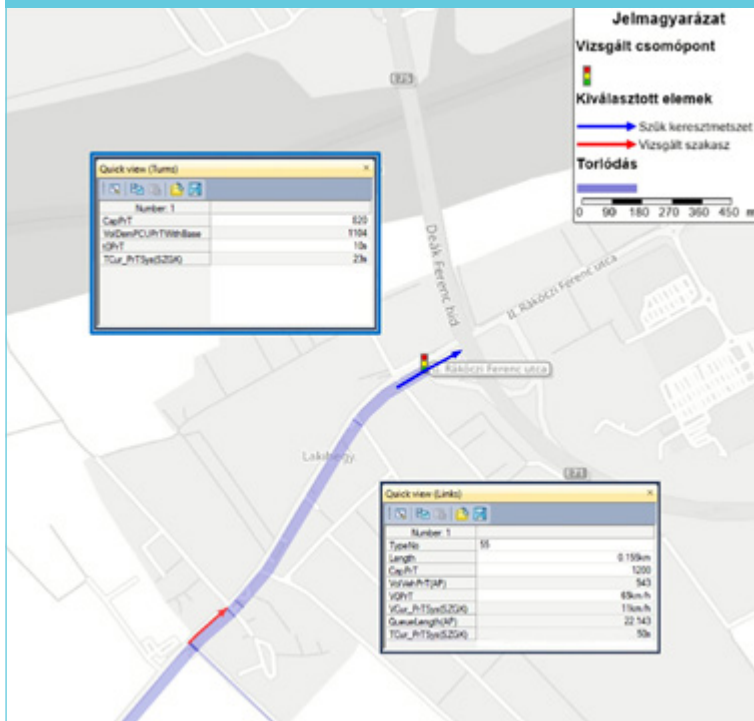 Jelmagyarázat
Vizsgált csomópont
Kiválasztott elemek
Szűk keresztmetszet
Vizsgált szakasz
Torlódás
0 90 180 270 360 450 m
Quick view (Turns)
Number: 1
CapPrT 820
VolDemPCUPrTWithBase 1104
t0PrT 10s
TCur_PrTSys(SZGK) 23s
Deák Ferenc híd
II. Rákóczi Ferenc utca
Rákóczi Ferenc utca
Lakihegy
Quick view (Links)
Number: 1
TypeNo 55
Length 0.155km
CapPrT 1200
VolVehPrT(AP) 543
V0PrT 65km/h
VCur_PrTSys(SZGK) 11km/h
QueueLength(AP) 22.143
TCur_PrTSys(SZGK) 50s